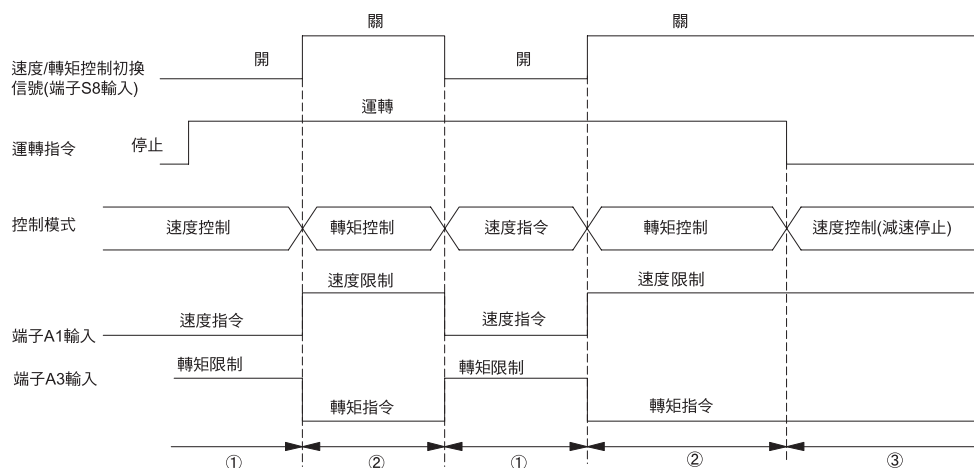 關
關
開
開
速度/轉矩控制初換
信號(端子S8輸入)
運轉
運轉指令
停止
控制模式
速度控制
轉矩控制
速度指令
轉矩控制
速度控制(減速停止)
速度限制
速度限制
速度指令
速度指令
端子A1輸入
轉矩限制
轉矩限制
端子A3輸入
轉矩指令
轉矩指令
①
②
①
②
③